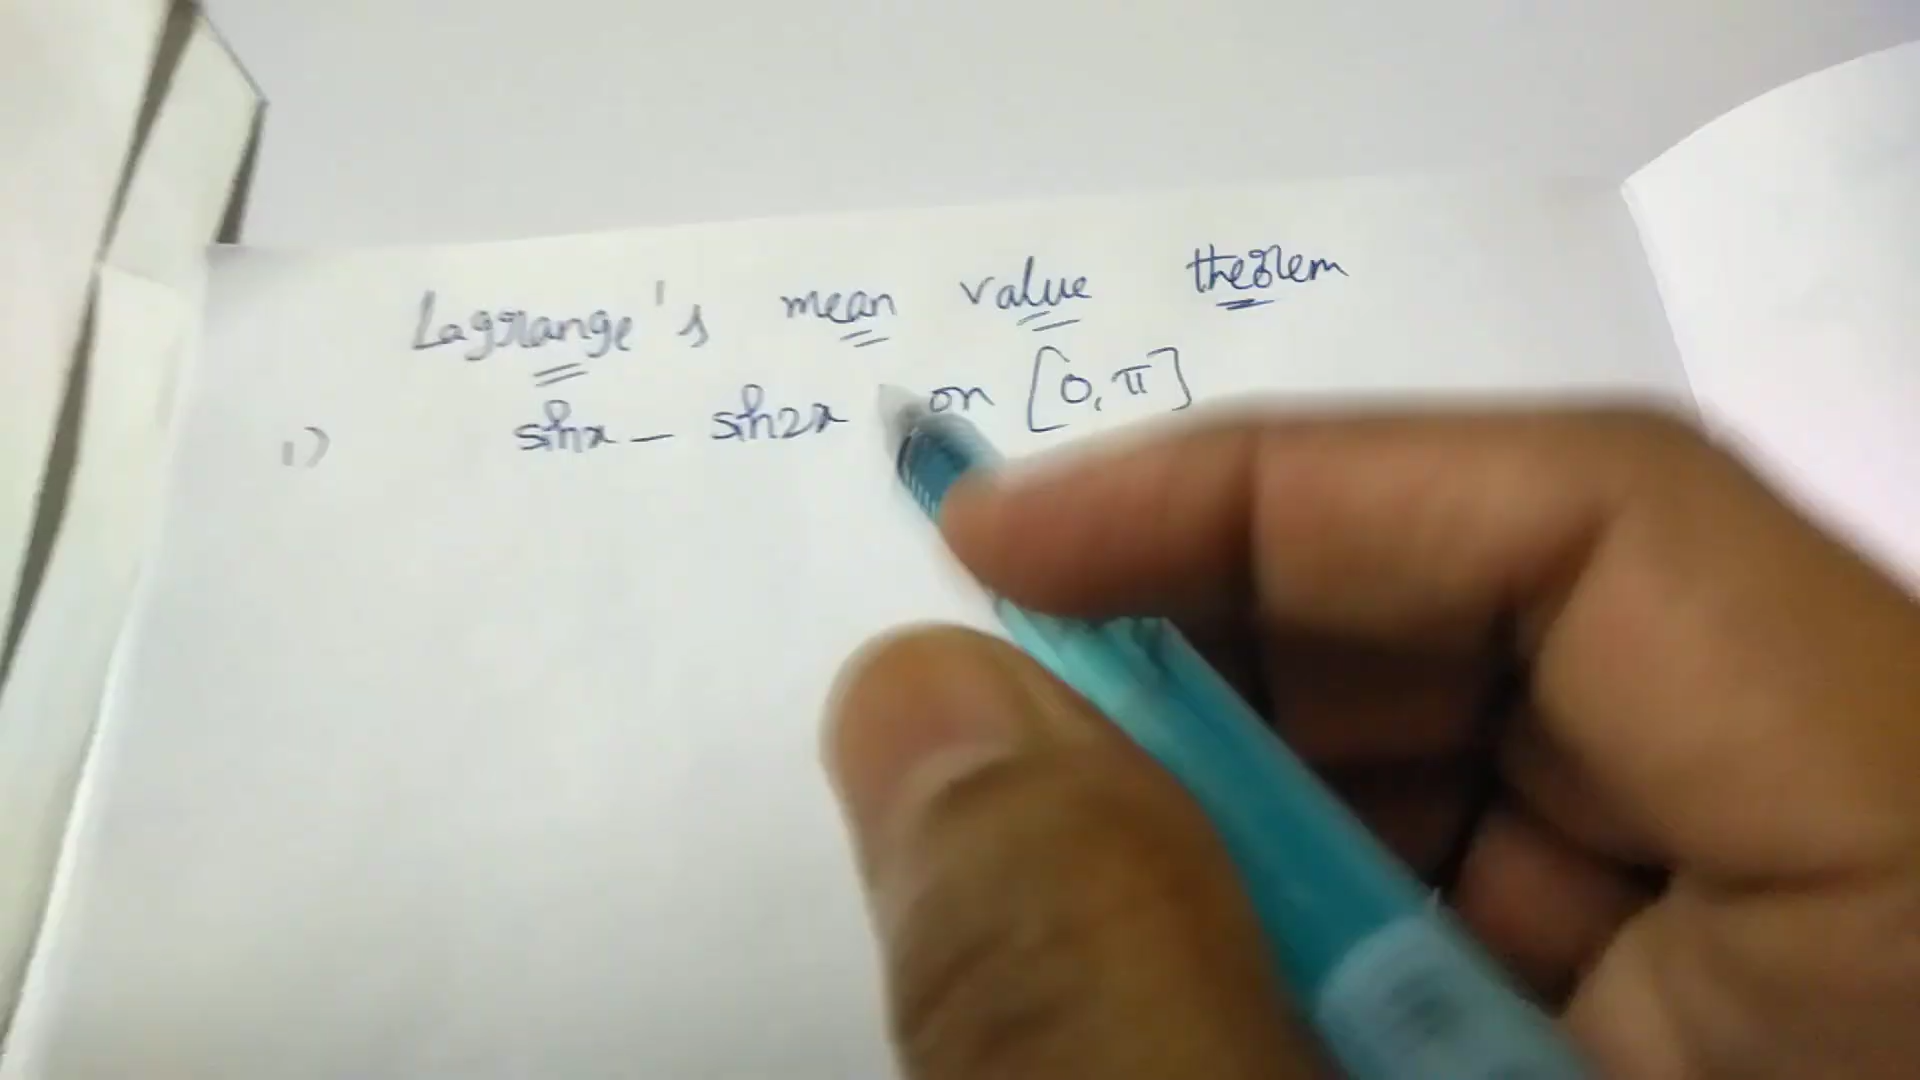 Lagrange's mean value theorem
1) sinx - sin2x on [0, π]